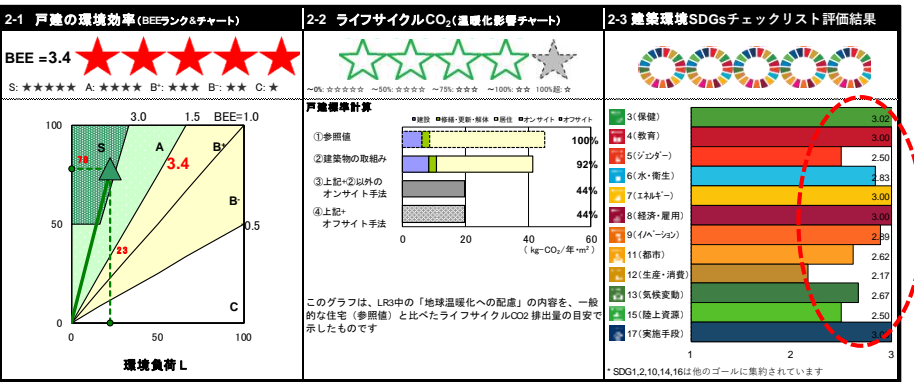 2-1 戸建の環境効率(BEEランク&チャート)
BEE = 3.4
S: ★★★★★ A: ★★★★★ B⁺: ★★★ B⁻: ★★ C: ★
3.0 1.5 BEE=1.0
100
S A B⁺
78 3.4
B⁻
50 0.5
23
C
0
0 50 100
環境負荷 L
2-2 ライフサイクルCO₂(温暖化影響チャート)
~0%: ☆☆☆☆☆ ~50%: ☆☆☆☆ ~75%: ☆☆☆ ~100%: ☆☆ 100%超: ☆
戸建標準計算
建設 修繕・更新・解体 居住 オンサイト オフサイト
①参照値 100%
②建築物の取組み 92%
③上記+②以外の
オンサイト手法 44%
④上記+
オフサイト手法 44%
0 20 40 60
( kg-CO₂/年・m² )
このグラフは、LR3中の「地球温暖化への配慮」の内容を、一般
的な住宅（参照値）と比べたライフサイクルCO2 排出量の目安で
示したものです
2-3 建築環境SDGsチェックリスト評価結果
3(保健) 3.02
4(教育) 3.00
5(ジェンダー) 2.50
6(水・衛生) 2.83
7(エネルギー) 3.00
8(経済・雇用) 3.00
9(イノベーション) 2.89
11(都市) 2.62
12(生産・消費) 2.17
13(気候変動) 2.67
15(陸上資源) 2.50
17(実施手段)
1 2 3
* SDG1,2,10,14,16は他のゴールに集約されています